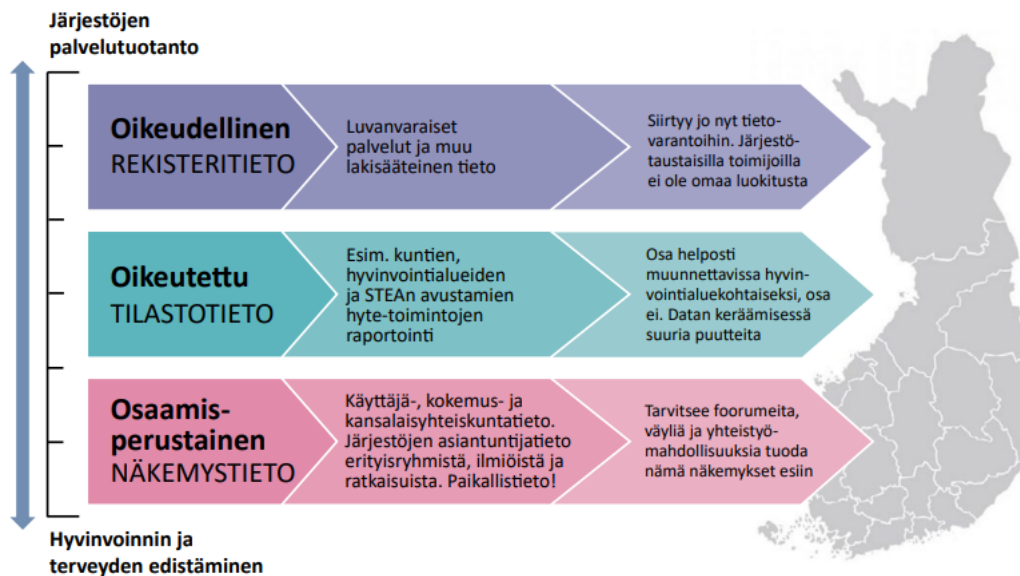 Järjestöjen
palvelutuotanto
Oikeudellinen
REKISTERITIETO
Luvanvaraiset
palvelut ja muu
lakisääteinen tieto
Siirtyy jo nyt tieto-
varantoihin. Järjestö-
taustaisilla toimijoilla
ei ole omaa luokitusta
Oikeutettu
TILASTOTIETO
Esim. kuntien,
hyvinvointialueiden
ja STEAn avustamien
hyte-toimintojen
raportointi
Osa helposti
muunnettavissa hyvin-
vointialuekohtaiseksi, osa
ei. Datan keräämisessä
suuria puutteita
Osaamis-
perustainen
NÄKEMYSTIETO
Käyttäjä-, kokemus- ja
kansalaisyhteiskuntatieto.
Järjestöjen asiantuntijatieto
erityisryhmistä, ilmiöistä ja
ratkaisuista. Paikallistieto!
Tarvitsee foorumeita,
väyliä ja yhteistyö-
mahdollisuuksia tuoda
nämä näkemykset esiin
Hyvinvoinnin ja
terveyden edistäminen